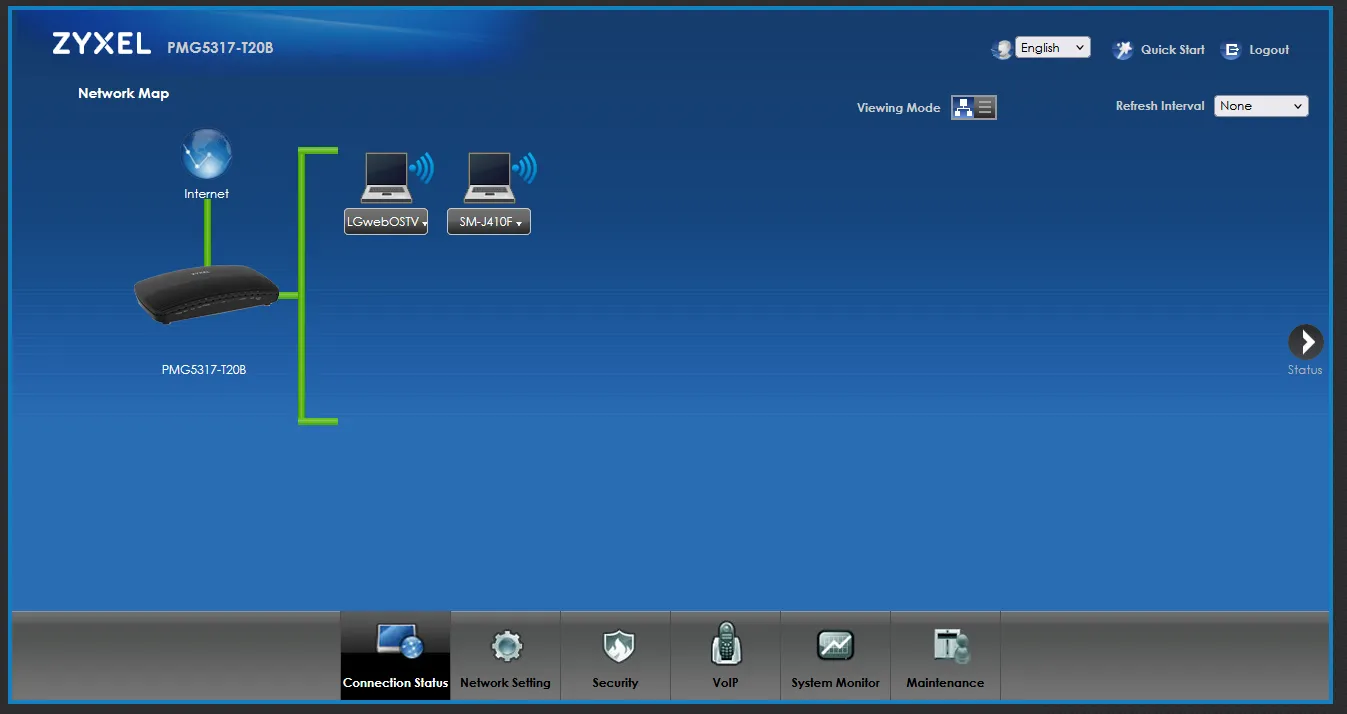 ZYXEL PMG5317-T20B
English
Quick Start
Logout
Network Map
Viewing Mode
Refresh Interval
None
Internet
LGwebOSTV
SM-J410F
PMG5317-T20B
Status
Connection Status
Network Setting
Security
VoIP
System Monitor
Maintenance